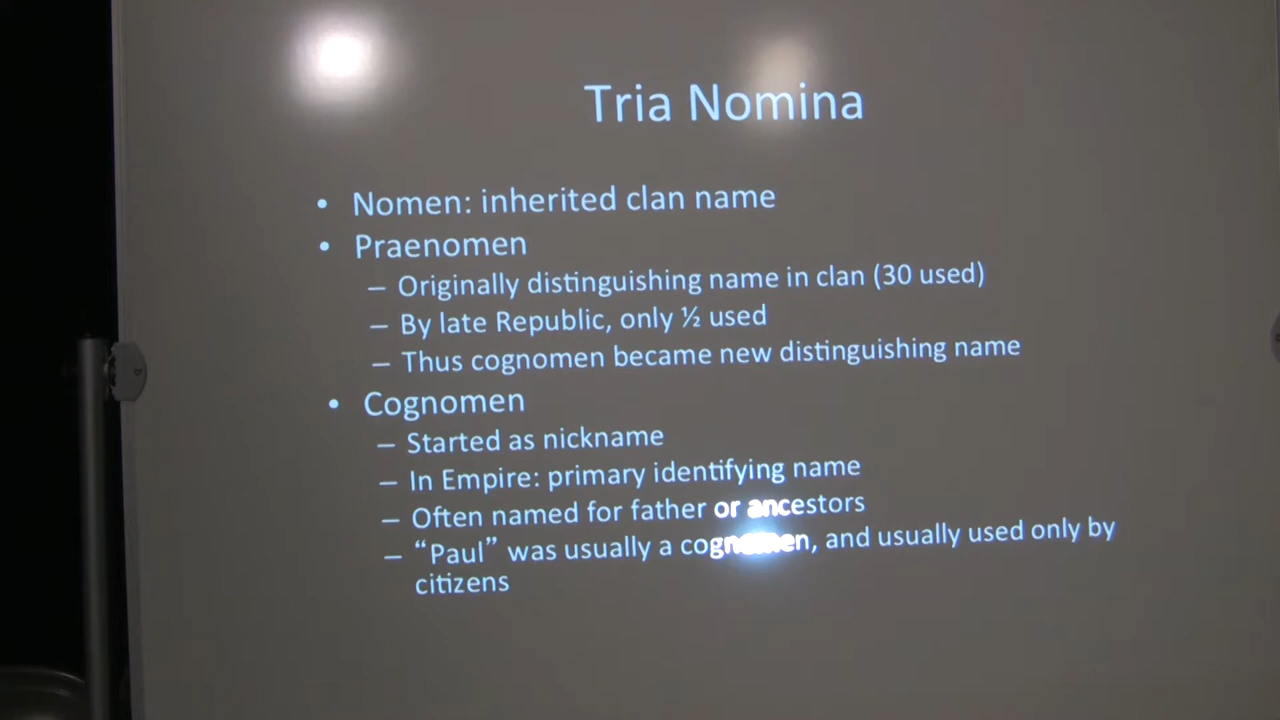 Tria Nomina
• Nomen: inherited clan name
• Praenomen
– Originally distinguishing name in clan (30 used)
– By late Republic, only ½ used
– Thus cognomen became new distinguishing name
• Cognomen
– Started as nickname
– In Empire: primary identifying name
– Often named for father or ancestors
– “Paul” was usually a cognomen, and usually used only by
citizens